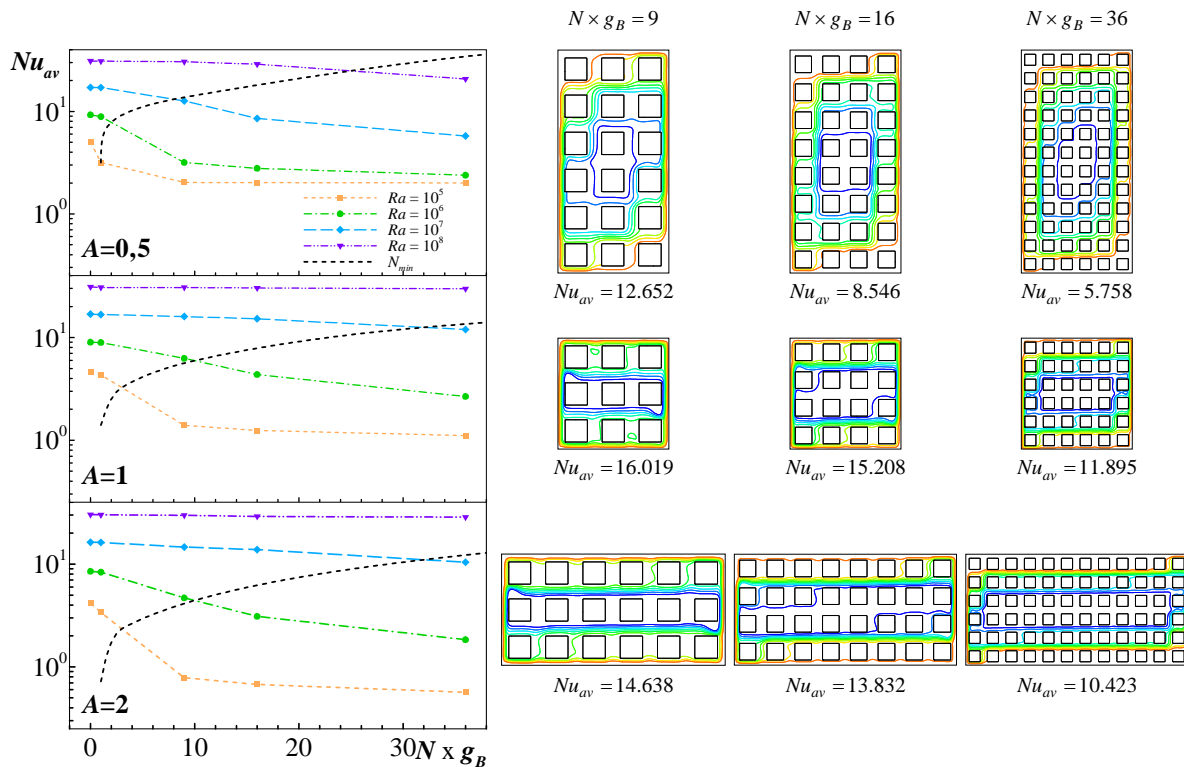 N × g_B = 9
N × g_B = 16
N × g_B = 36
Nu_av
10^1
10^0
A=0,5
Ra = 10^5
Ra = 10^6
Ra = 10^7
Ra = 10^8
N_min
Nu_av = 12.652
Nu_av = 8.546
Nu_av = 5.758
10^1
10^0
A=1
Nu_av = 16.019
Nu_av = 15.208
Nu_av = 11.895
10^1
10^0
A=2
Nu_av = 14.638
Nu_av = 13.832
Nu_av = 10.423
0 10 20 30 N x g_B